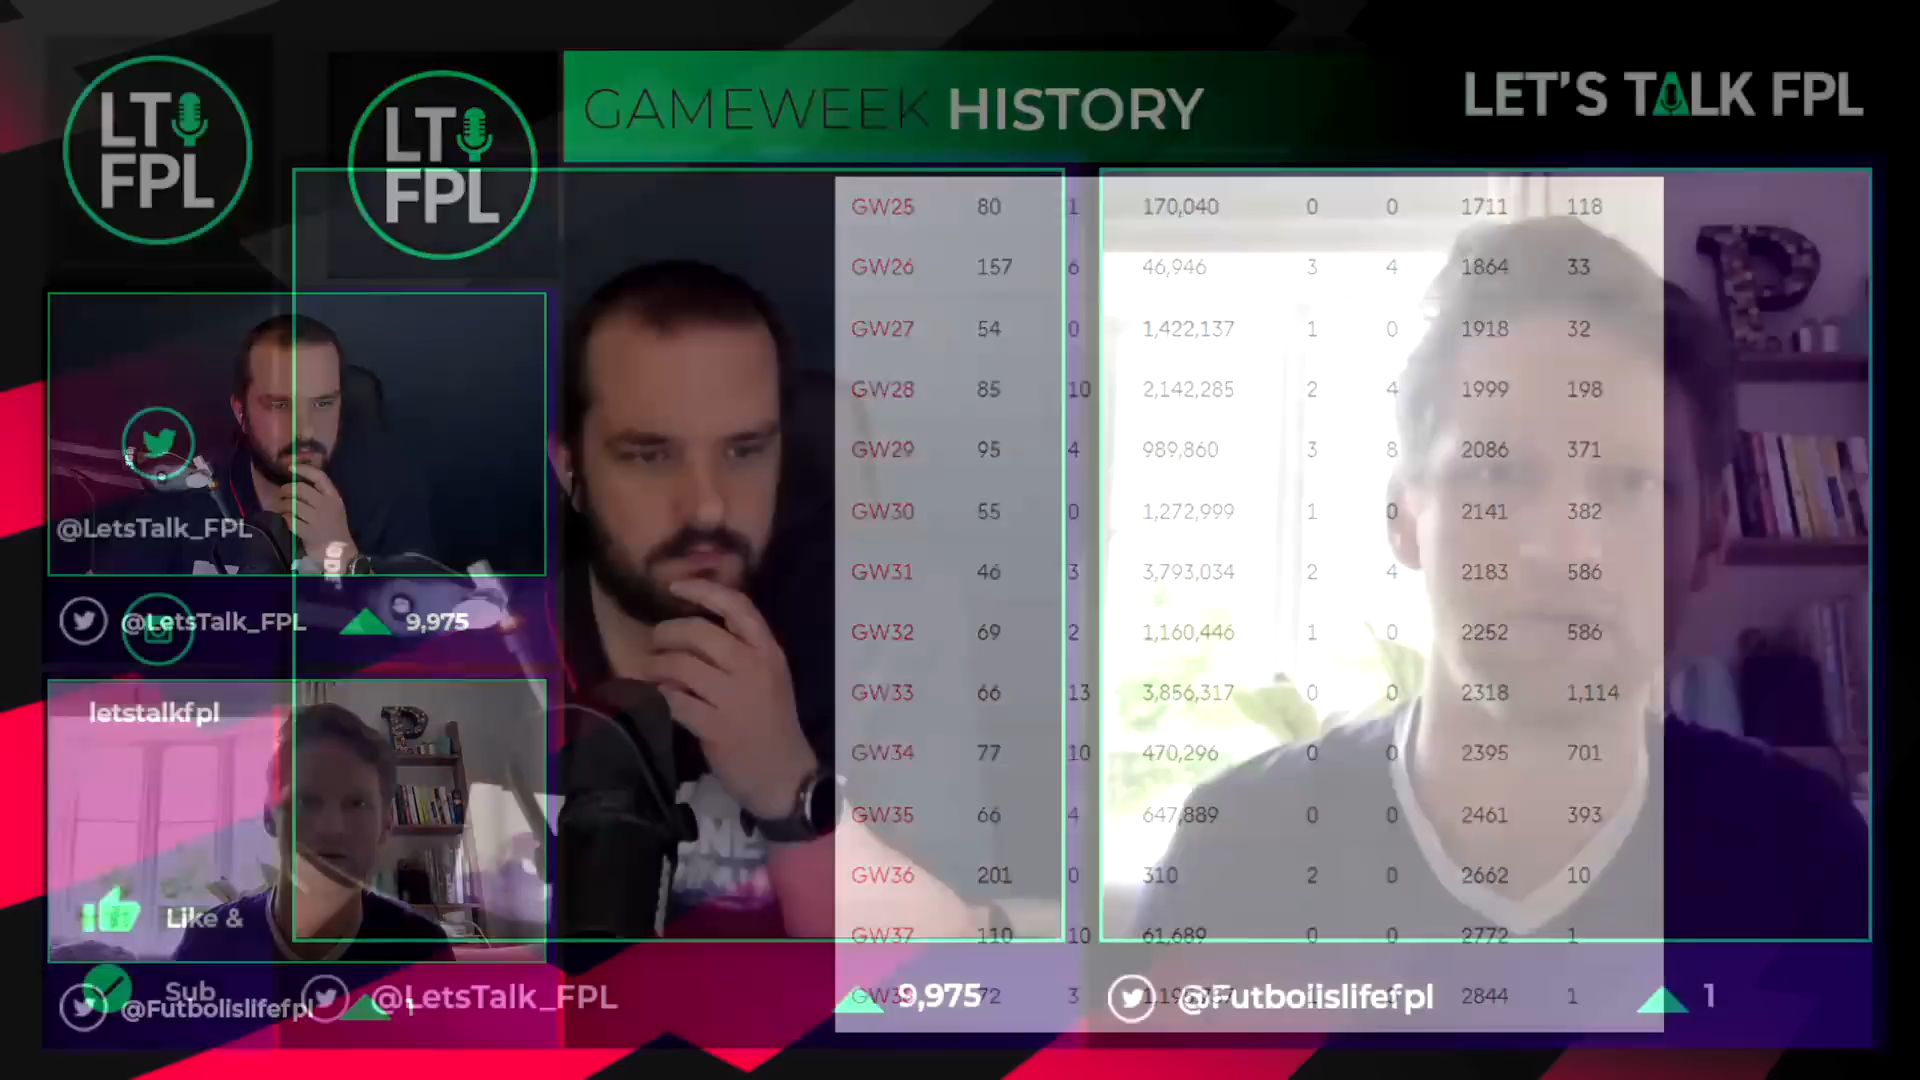 LT
FPL
LT
FPL
GAMEWEEK HISTORY
LET'S TALK FPL
GW25 80 1 170,040 0 0 1711 118
GW26 157 6 46,946 3 4 1864 33
GW27 54 0 1,422,137 1 0 1918 32
GW28 85 10 2,142,285 2 4 1999 198
GW29 95 4 989,860 3 8 2086 371
GW30 55 0 1,272,999 1 0 2141 382
GW31 46 3 3,793,034 2 4 2183 586
GW32 69 2 1,160,446 1 0 2252 586
GW33 66 13 3,856,317 0 0 2318 1,114
GW34 77 10 470,296 0 0 2395 701
GW35 66 4 647,889 0 0 2461 393
GW36 201 0 310 2 0 2662 10
GW37 110 10 61,689 0 0 2772 1
72 3 2844 1
@LetsTalk_FPL
@LetsTalk_FPL 9,975
letstalkfpl
Like &
Sub
@Futbolislifefpl 1
@LetsTalk_FPL 9,975
@Futbolislifefpl 1